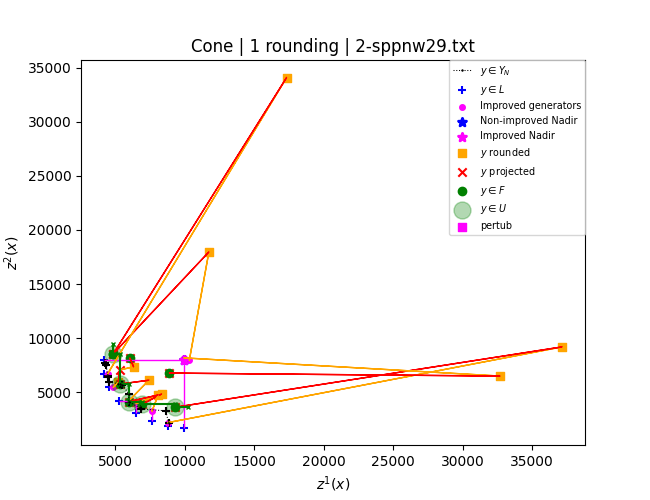 Cone | 1 rounding | 2-sppnw29.txt
35000
30000
25000
20000
15000
10000
5000
z²(x)
5000
10000
15000
20000
25000
30000
35000
z¹(x)
y ∈ Y_N
y ∈ L
Improved generators
Non-improved Nadir
Improved Nadir
y rounded
y projected
y ∈ F
y ∈ U
pertub